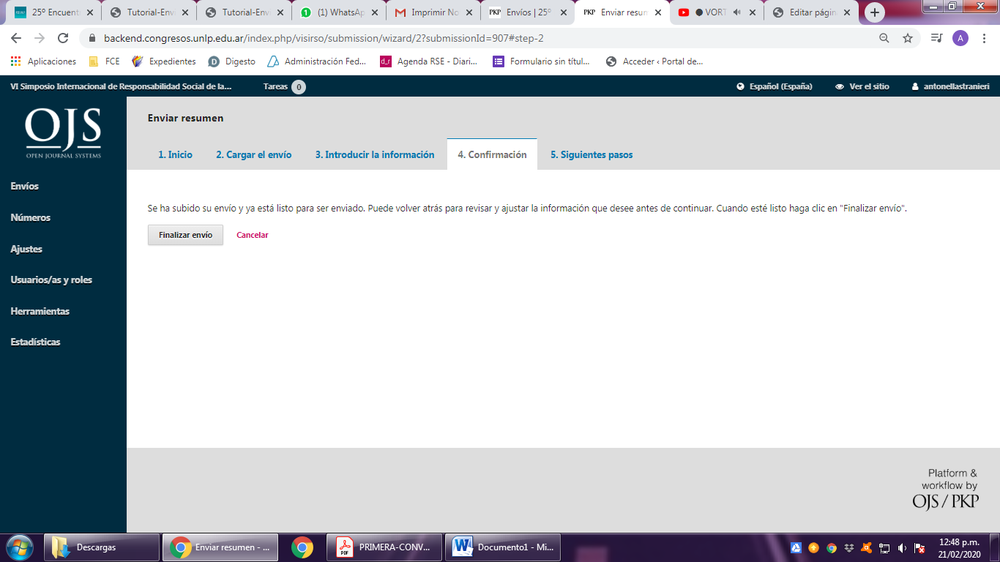 25º Encuent
Tutorial-Env
Tutorial-Env
(1) WhatsAp
Imprimir No
PKP Envíos | 25º
PKP Enviar resum
VORT
Editar págin
backend.congresos.unlp.edu.ar/index.php/visirso/submission/wizard/2?submissionId=907#step-2
A
Aplicaciones
FCE
Expedientes
D Digesto
Administración Fed...
d_r Agenda RSE - Diari...
Formulario sin títul...
Acceder ‹ Portal de...
VI Simposio Internacional de Responsabilidad Social de la...
Tareas 0
Español (España)
Ver el sitio
antonellastranieri
OJS
OPEN JOURNAL SYSTEMS
Envíos
Números
Ajustes
Usuarios/as y roles
Herramientas
Estadísticas
Enviar resumen
1. Inicio
2. Cargar el envío
3. Introducir la información
4. Confirmación
5. Siguientes pasos
Se ha subido su envío y ya está listo para ser enviado. Puede volver atrás para revisar y ajustar la información que desee antes de continuar. Cuando esté listo haga clic en "Finalizar envío".
Finalizar envío
Cancelar
Platform &
workflow by
OJS / PKP
Descargas
Enviar resumen - ...
PDF
PRIMERA-CONV...
W
Documento1 - Mi...
12:48 p.m.
21/02/2020